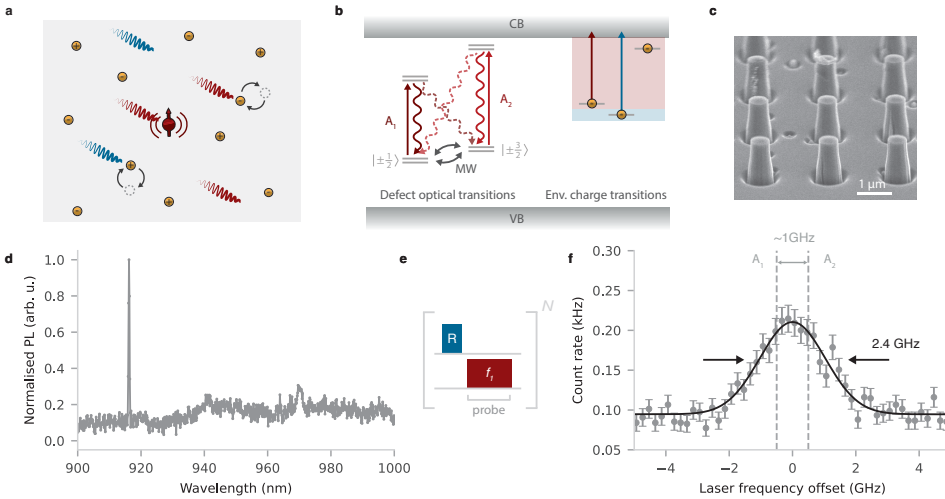 a
b
CB
A1
A2
|±1/2⟩
|±3/2⟩
MW
Defect optical transitions
Env. charge transitions
VB
c
1 μm
d
Normalised PL (arb. u.)
1.0
0.8
0.6
0.4
0.2
0.0
900
920
940
960
980
1000
Wavelength (nm)
e
N
R
f1
probe
f
~1GHz
A1
A2
2.4 GHz
Count rate (kHz)
0.30
0.25
0.20
0.15
0.10
0.05
−4
−2
0
2
4
Laser frequency offset (GHz)